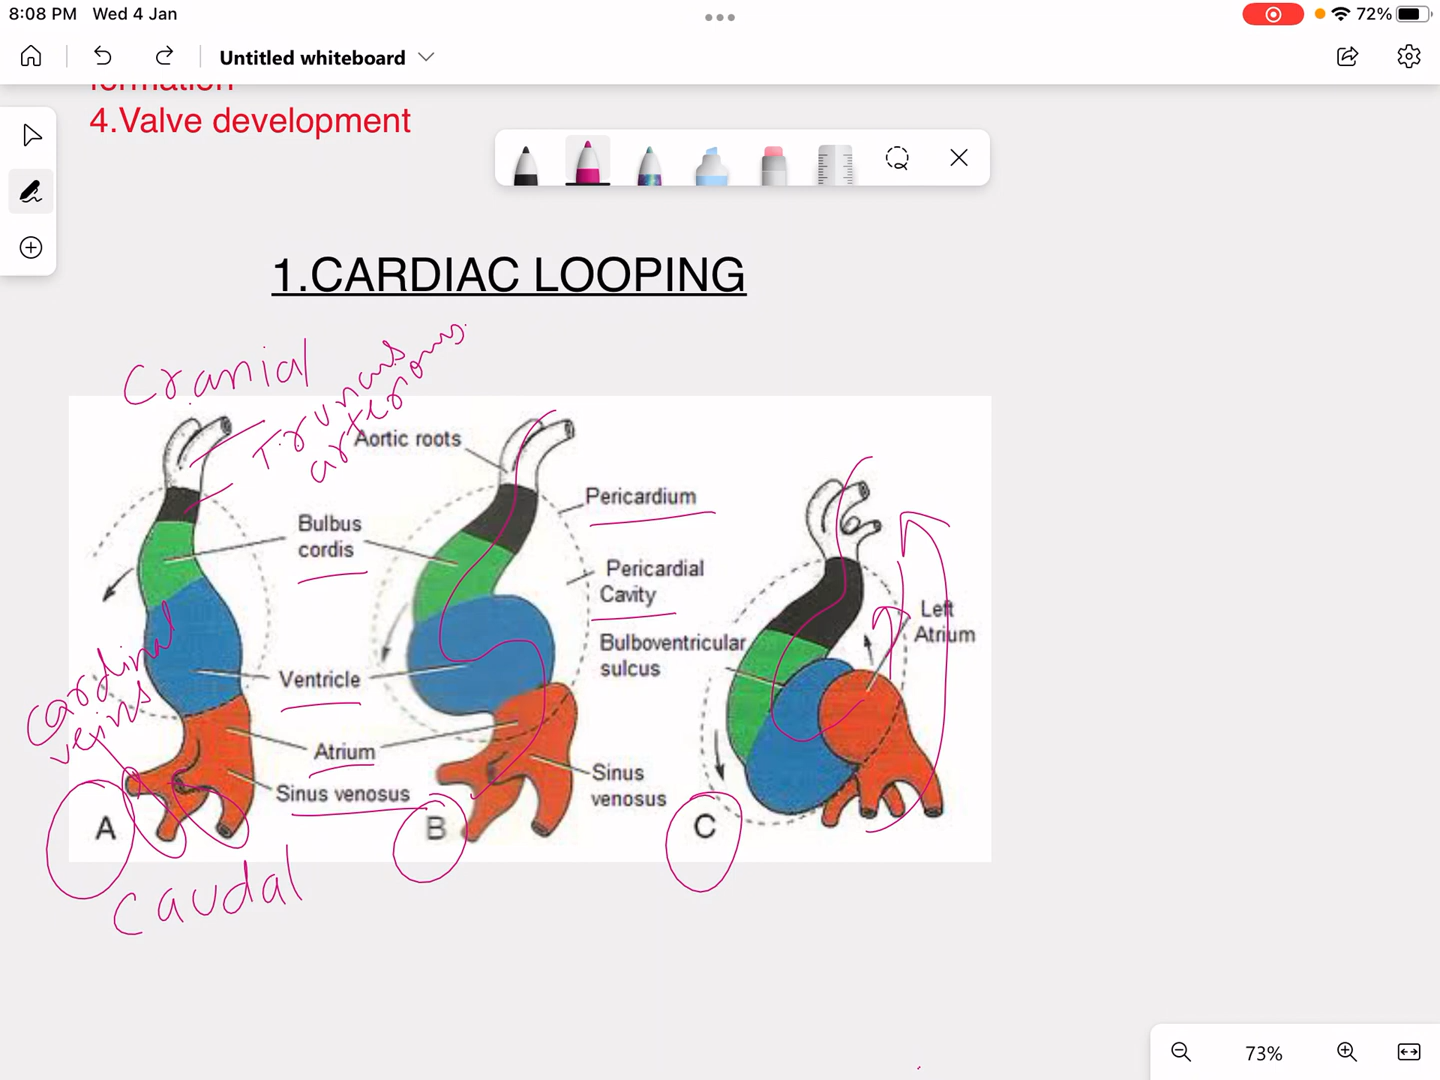 8:08 PM Wed 4 Jan
72%
Untitled whiteboard
formation
4.Valve development
1.CARDIAC LOOPING
Cranial
Truncus
arteriosus
Aortic roots
Pericardium
Bulbus
cordis
Pericardial
Cavity
Left
Atrium
Bulboventricular
sulcus
Cardinal
veins
Ventricle
Atrium
Sinus venosus
Sinus
venosus
A
B
C
Caudal
73%